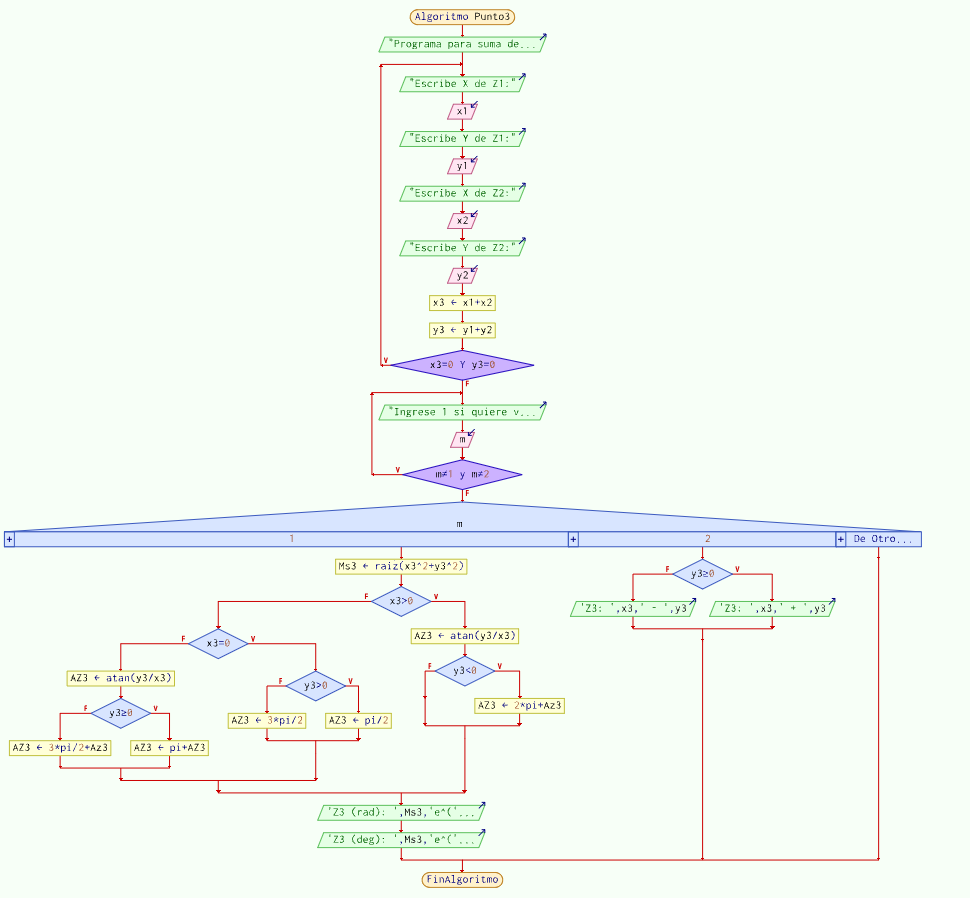 Algoritmo Punto3
"Programa para suma de...
"Escribe X de Z1:"
x1
"Escribe Y de Z1:"
y1
"Escribe X de Z2:"
x2
"Escribe Y de Z2:"
y2
x3 ← x1+x2
y3 ← y1+y2
V
x3=0 Y y3=0
F
"Ingrese 1 si quiere v...
m
V
m≠1 y m≠2
F
m
+ 1 + 2 + De Otro...
Ms3 ← raiz(x3^2+y3^2)
F y3≥0 V
F x3>0 V
'Z3: ',x3,' - ',y3 'Z3: ',x3,' + ',y3
AZ3 ← atan(y3/x3)
F x3=0 V
F y3<0 V
AZ3 ← atan(y3/x3)
F y3>0 V
AZ3 ← 2*pi+Az3
F y3≥0 V
AZ3 ← 3*pi/2 AZ3 ← pi/2
AZ3 ← 3*pi/2+Az3 AZ3 ← pi+AZ3
'Z3 (rad): ',Ms3,'e^('...
'Z3 (deg): ',Ms3,'e^('...
FinAlgoritmo